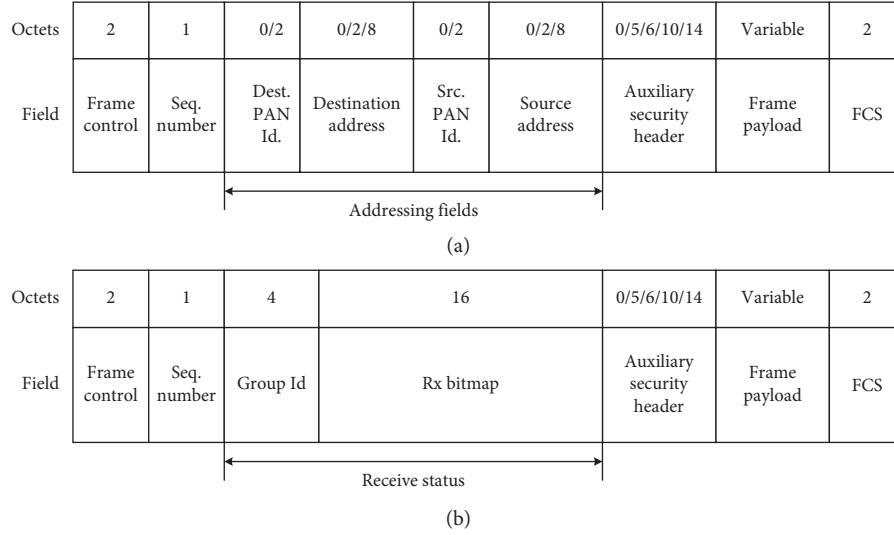 Octets 2 1 0/2 0/2/8 0/2 0/2/8 0/5/6/10/14 Variable 2
Field Frame control Seq. number Dest. PAN Id. Destination address Src. PAN Id. Source address Auxiliary security header Frame payload FCS
Addressing fields
(a)
Octets 2 1 4 16 0/5/6/10/14 Variable 2
Field Frame control Seq. number Group Id Rx bitmap Auxiliary security header Frame payload FCS
Receive status
(b)